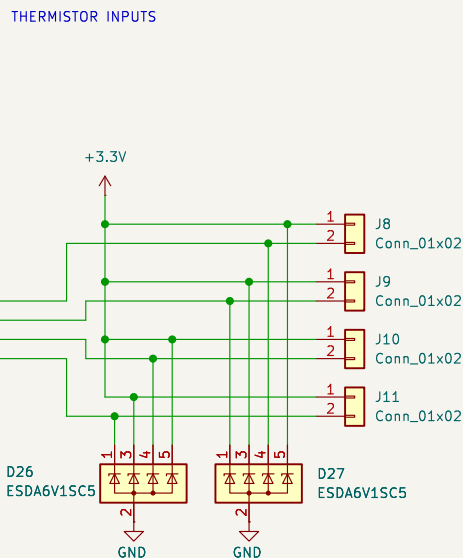 THERMISTOR INPUTS
+3.3V
1
2
J8
Conn_01x02
1
2
J9
Conn_01x02
1
2
J10
Conn_01x02
1
2
J11
Conn_01x02
D26
ESDA6V1SC5
1
3
4
5
2
GND
1
3
4
5
2
GND
D27
ESDA6V1SC5